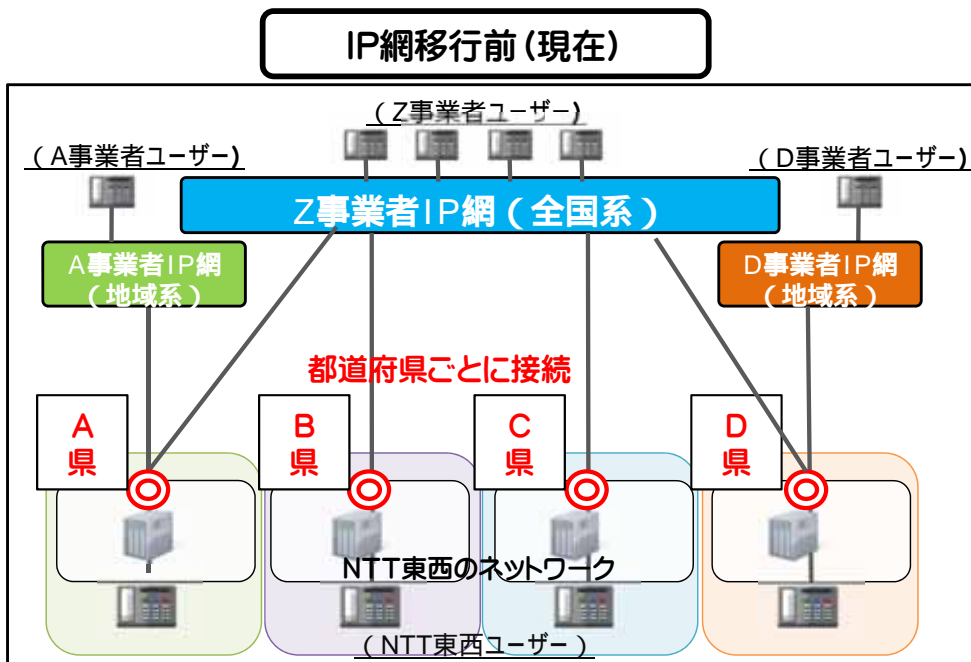 IP網移行前(現在)
(Z事業者ユーザー)
(A事業者ユーザー)
(D事業者ユーザー)
Z事業者IP網(全国系)
A事業者IP網
(地域系)
D事業者IP網
(地域系)
都道府県ごとに接続
A
県
B
県
C
県
D
県
NTT東西のネットワーク
(NTT東西ユーザー)